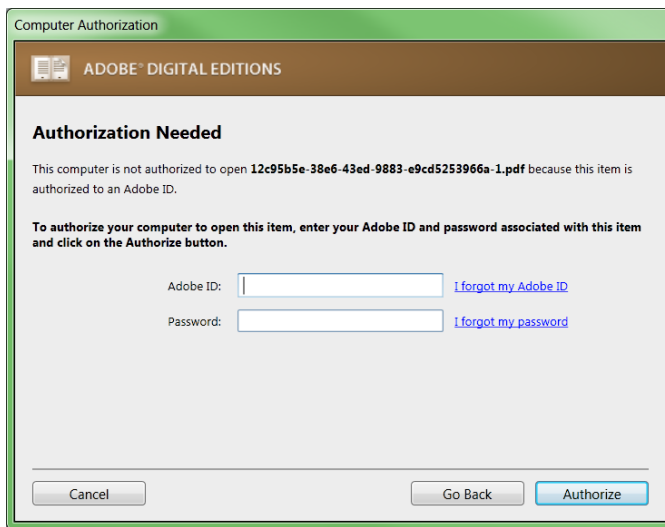 Computer Authorization
ADOBE® DIGITAL EDITIONS
Authorization Needed
This computer is not authorized to open 12c95b5e-38e6-43ed-9883-e9cd5253966a-1.pdf because this item is
authorized to an Adobe ID.
To authorize your computer to open this item, enter your Adobe ID and password associated with this item
and click on the Authorize button.
Adobe ID: I forgot my Adobe ID
Password: I forgot my password
Cancel Go Back Authorize